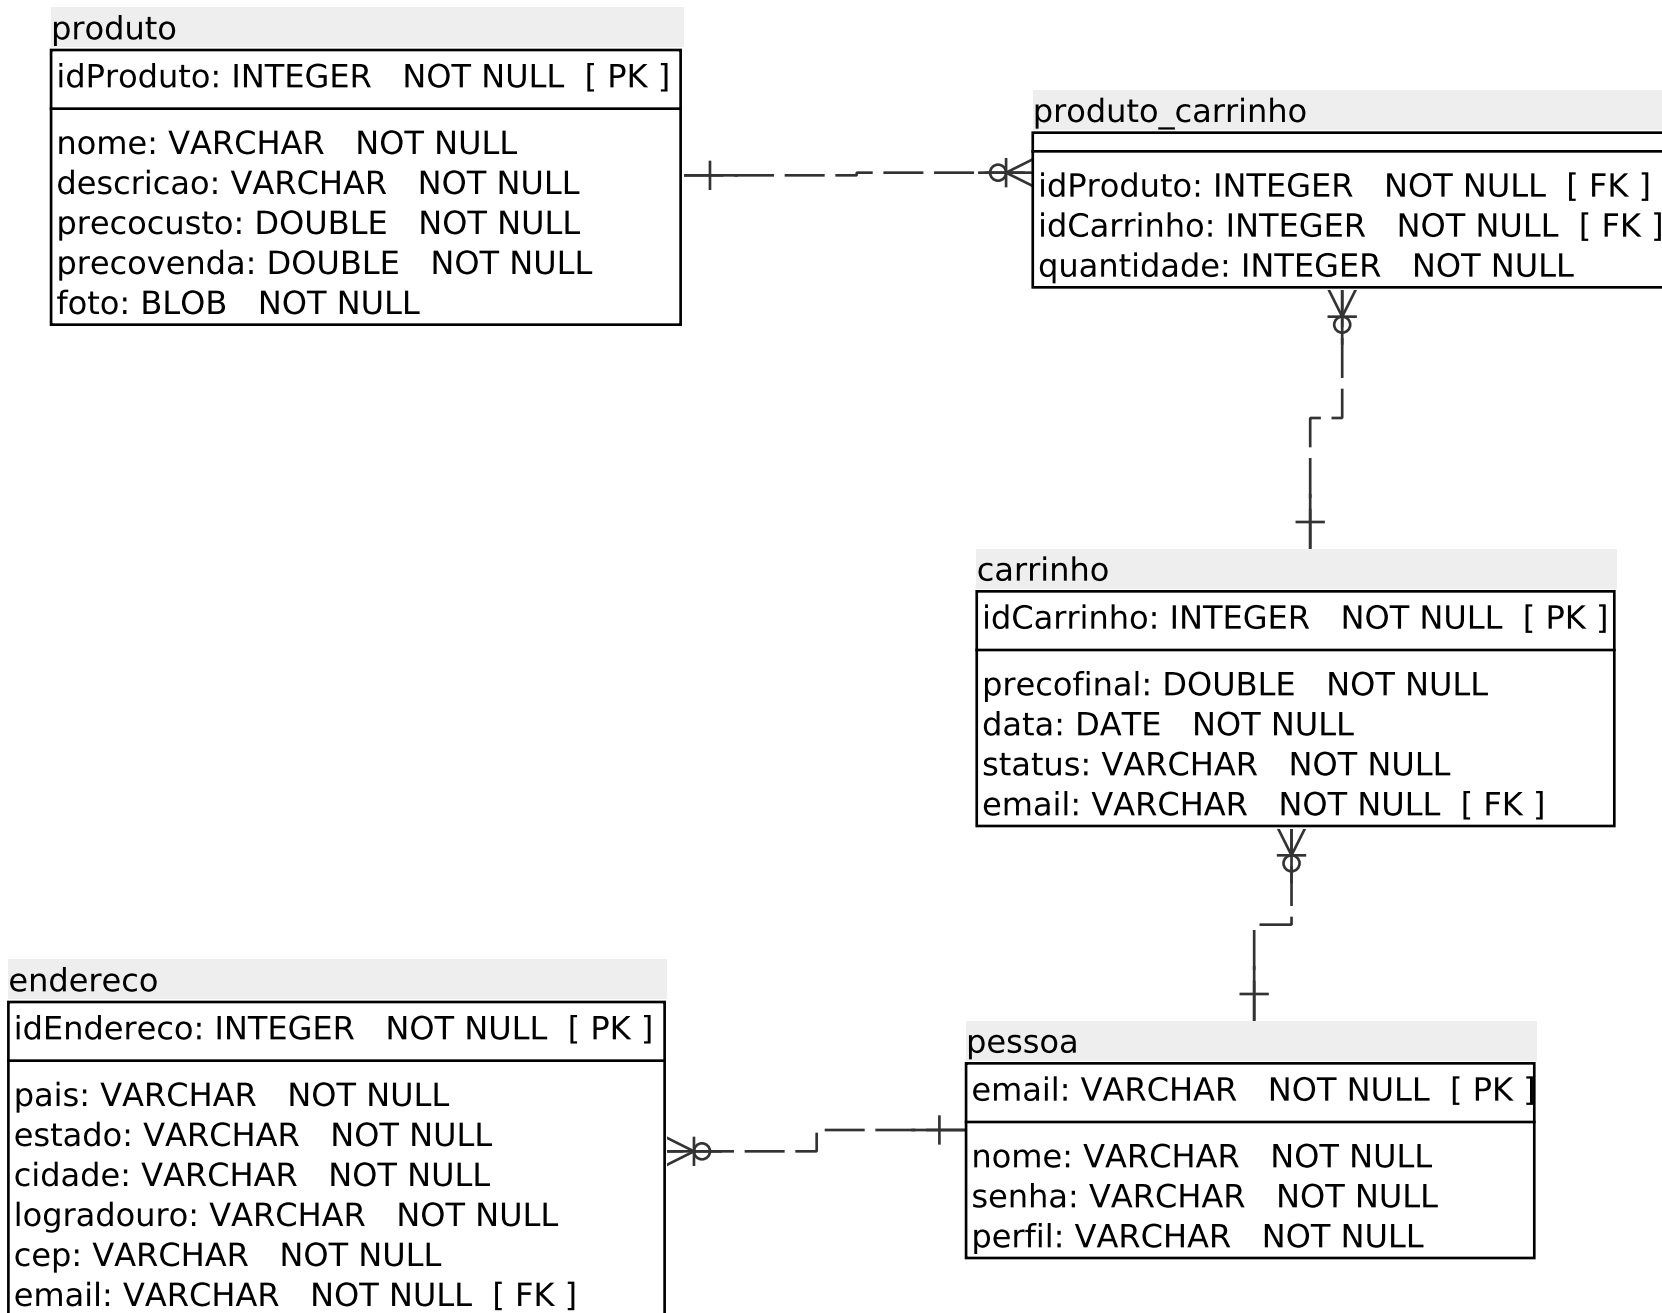 produto
idProduto: INTEGER NOT NULL [ PK ]
nome: VARCHAR NOT NULL
descricao: VARCHAR NOT NULL
precocusto: DOUBLE NOT NULL
precovenda: DOUBLE NOT NULL
foto: BLOB NOT NULL
produto_carrinho
idProduto: INTEGER NOT NULL [ FK ]
idCarrinho: INTEGER NOT NULL [ FK ]
quantidade: INTEGER NOT NULL
carrinho
idCarrinho: INTEGER NOT NULL [ PK ]
precofinal: DOUBLE NOT NULL
data: DATE NOT NULL
status: VARCHAR NOT NULL
email: VARCHAR NOT NULL [ FK ]
endereco
idEndereco: INTEGER NOT NULL [ PK ]
pais: VARCHAR NOT NULL
estado: VARCHAR NOT NULL
cidade: VARCHAR NOT NULL
logradouro: VARCHAR NOT NULL
cep: VARCHAR NOT NULL
email: VARCHAR NOT NULL [ FK ]
pessoa
email: VARCHAR NOT NULL [ PK ]
nome: VARCHAR NOT NULL
senha: VARCHAR NOT NULL
perfil: VARCHAR NOT NULL